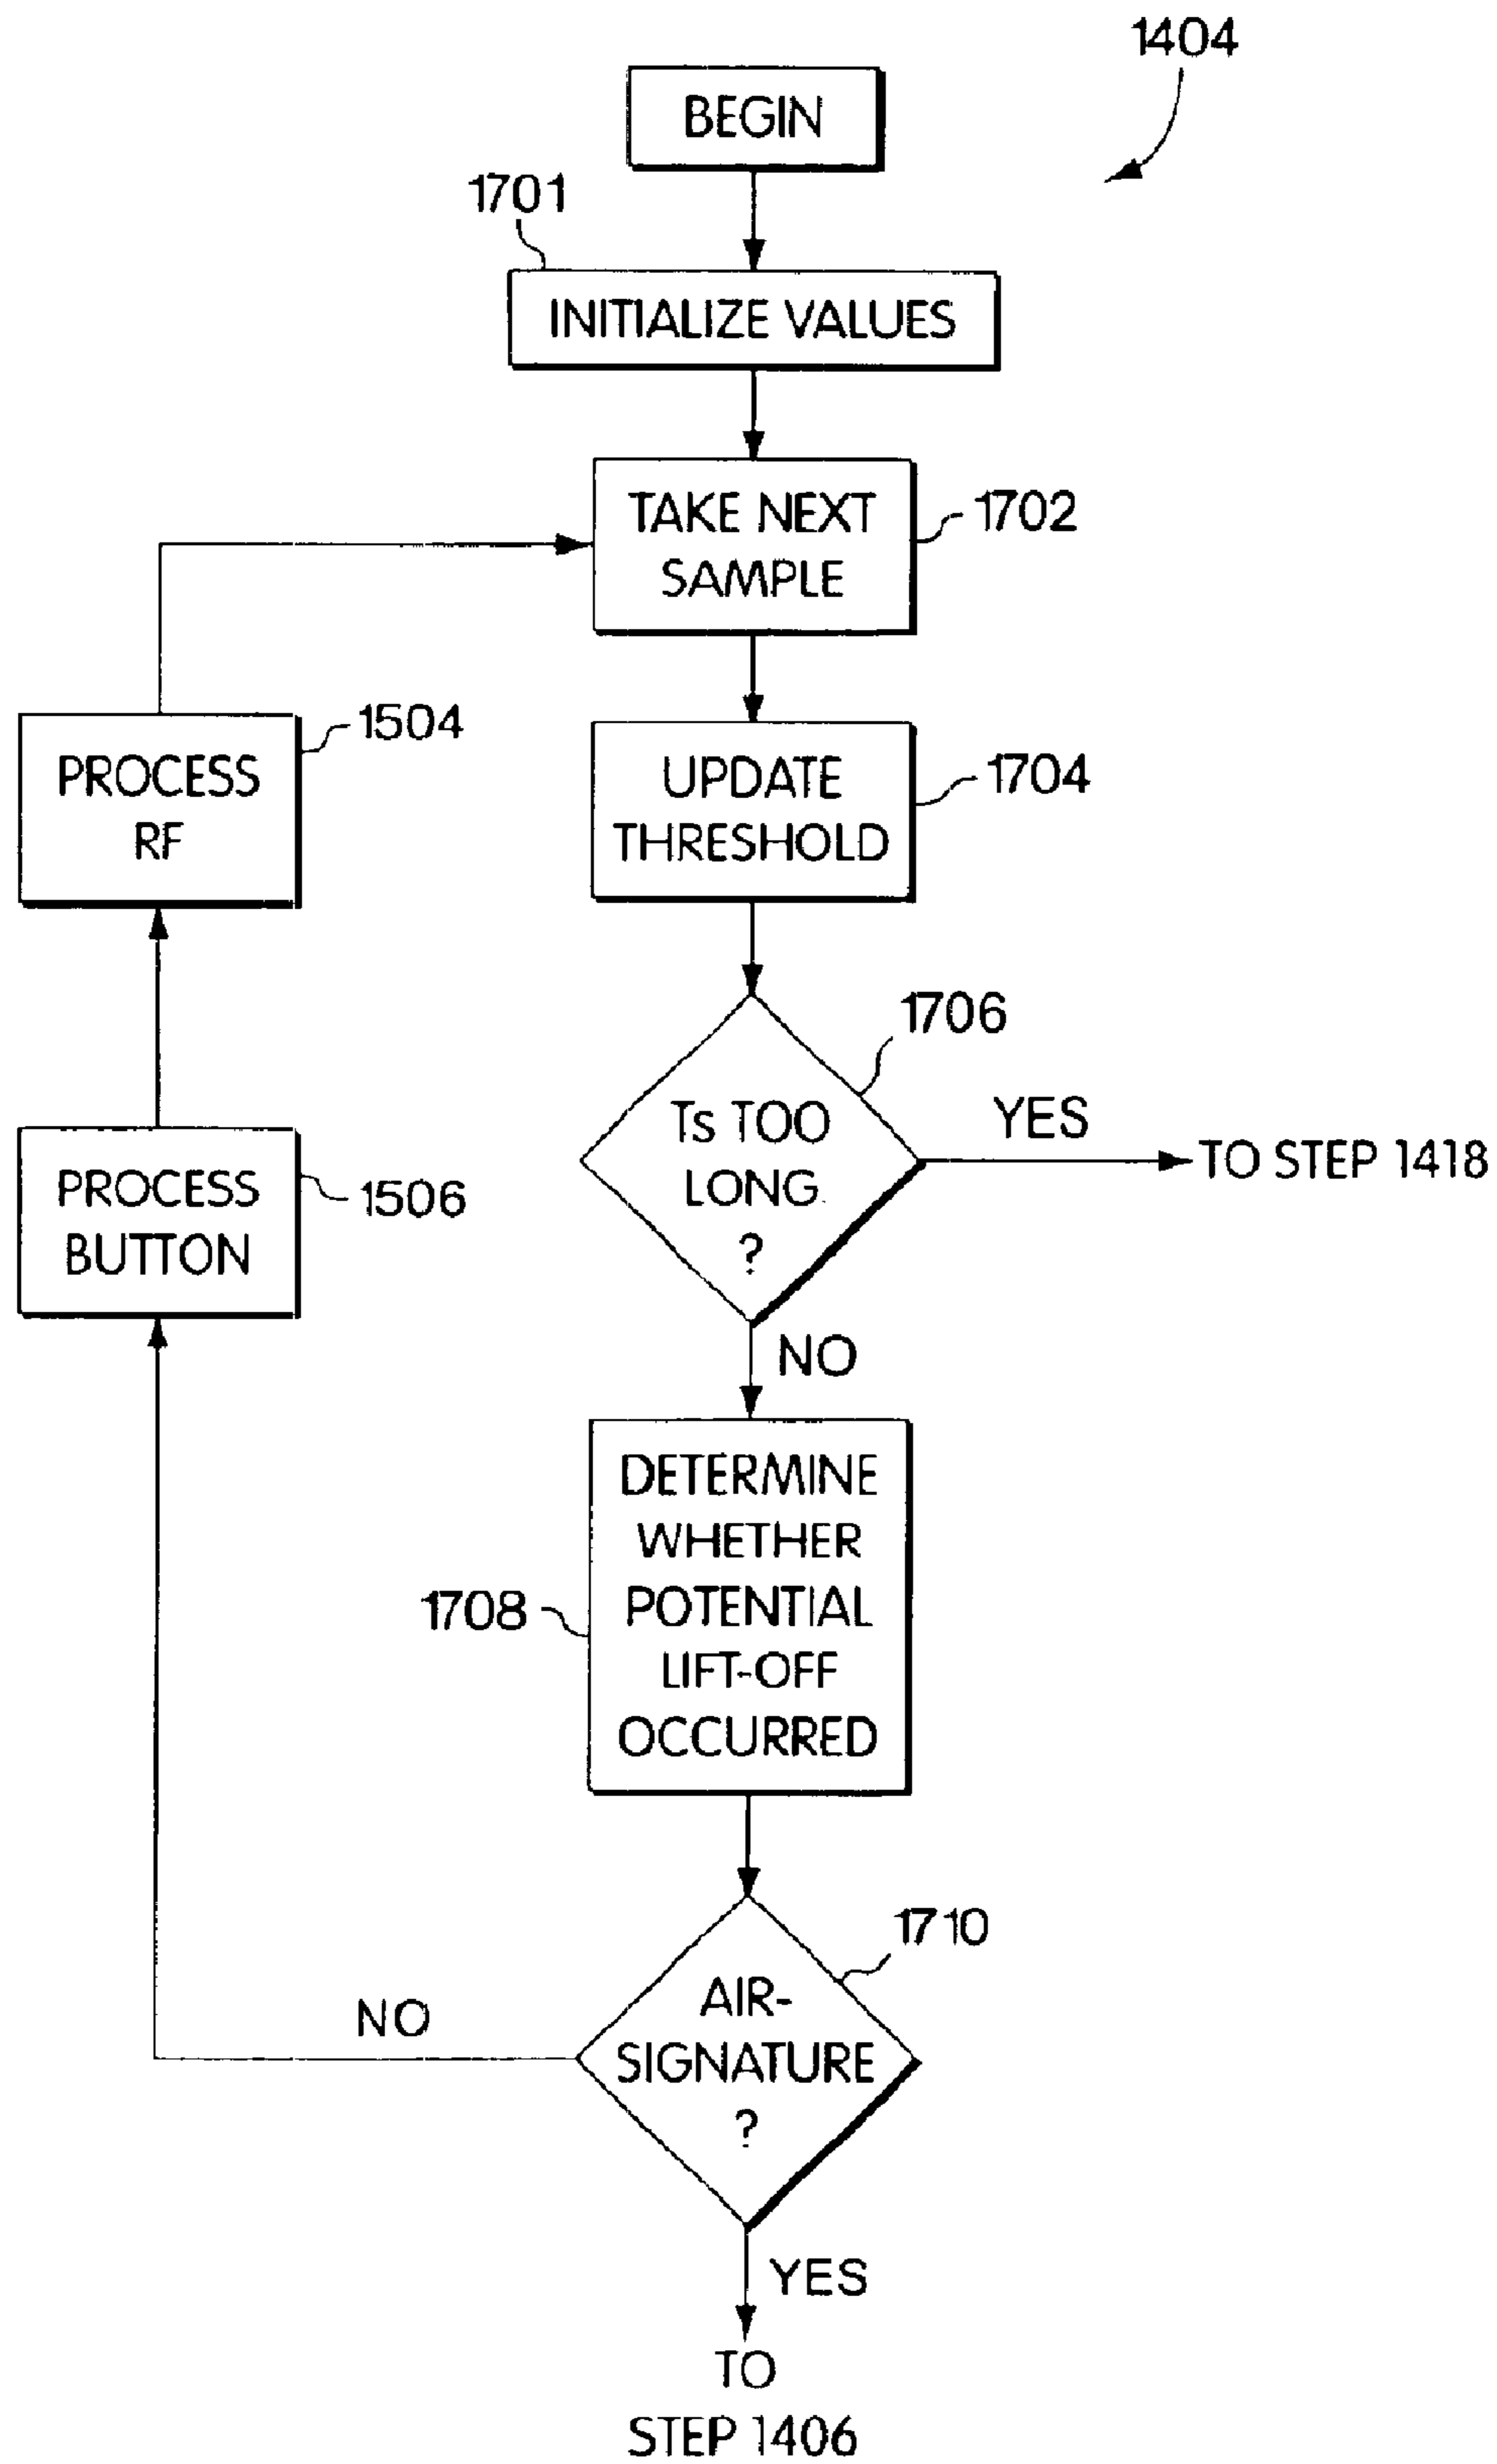 1404
BEGIN
1701
INITIALIZE VALUES
TAKE NEXT
SAMPLE
1702
PROCESS
RF
1504
UPDATE
THRESHOLD
1704
1706
Ts TOO
LONG
?
YES
TO STEP 1418
PROCESS
BUTTON
1506
NO
DETERMINE
WHETHER
POTENTIAL
LIFT-OFF
OCCURRED
1708
1710
AIR-
SIGNATURE
?
NO
YES
TO
STEP 1406